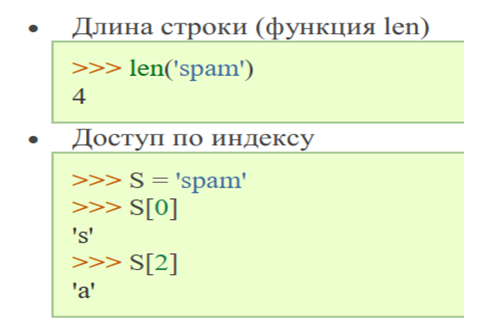 • Длина строки (функция len)
>>> len('spam')
4
• Доступ по индексу
>>> S = 'spam'
>>> S[0]
's'
>>> S[2]
'a'